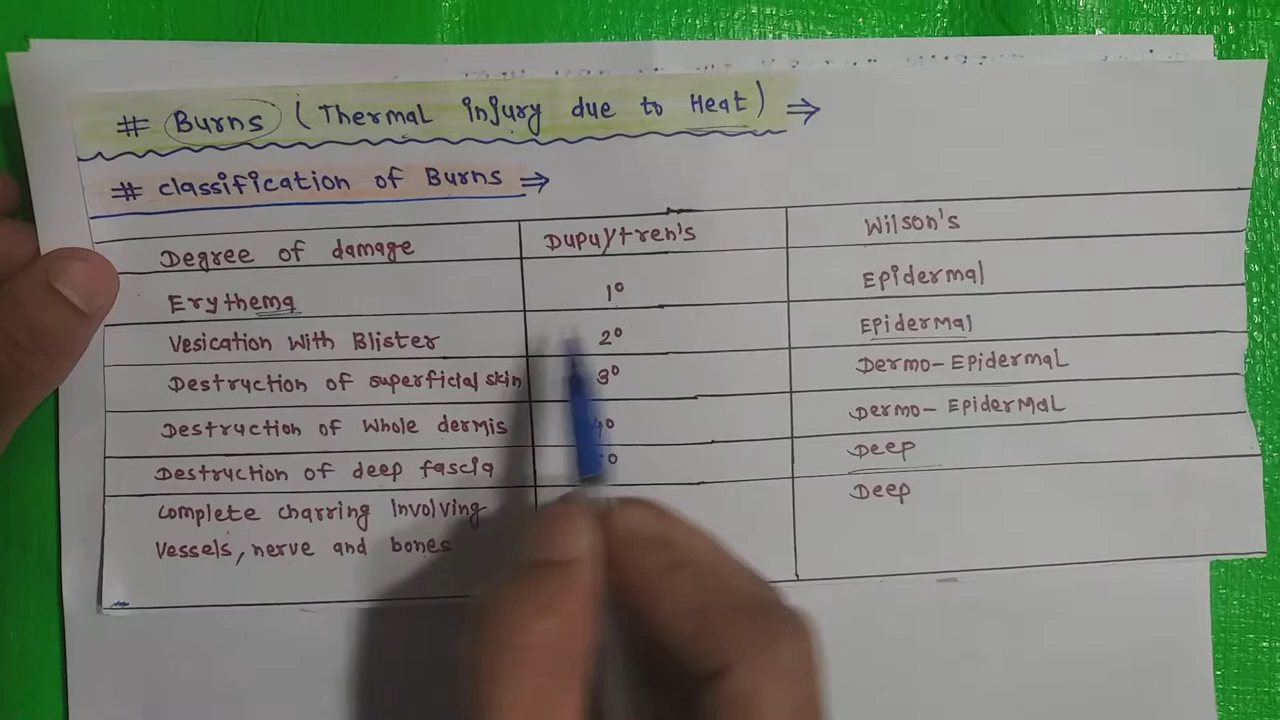 # Burns (Thermal injury due to Heat) ⇒
# classification of Burns ⇒
Degree of damage Dupuytren's Wilson's
Erythema 1° Epidermal
Vesication with Blister 2° Epidermal
Destruction of superficial skin 3° Dermo-Epidermal
Destruction of whole dermis 4° Dermo-Epidermal
Destruction of deep fascia Deep
complete charring involving Deep
vessels, nerve and bones